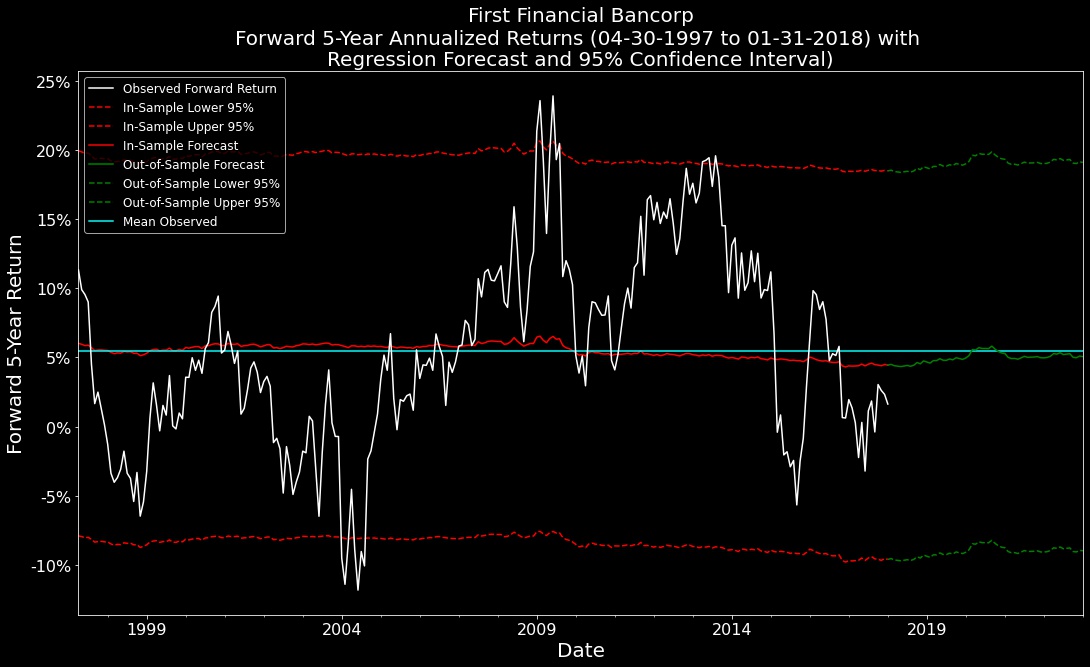 First Financial Bancorp
Forward 5-Year Annualized Returns (04-30-1997 to 01-31-2018) with
Regression Forecast and 95% Confidence Interval)
25%
20%
15%
10%
5%
0%
-5%
-10%
Forward 5-Year Return
Observed Forward Return
In-Sample Lower 95%
In-Sample Upper 95%
In-Sample Forecast
Out-of-Sample Forecast
Out-of-Sample Lower 95%
Out-of-Sample Upper 95%
Mean Observed
1999
2004
2009
2014
2019
Date